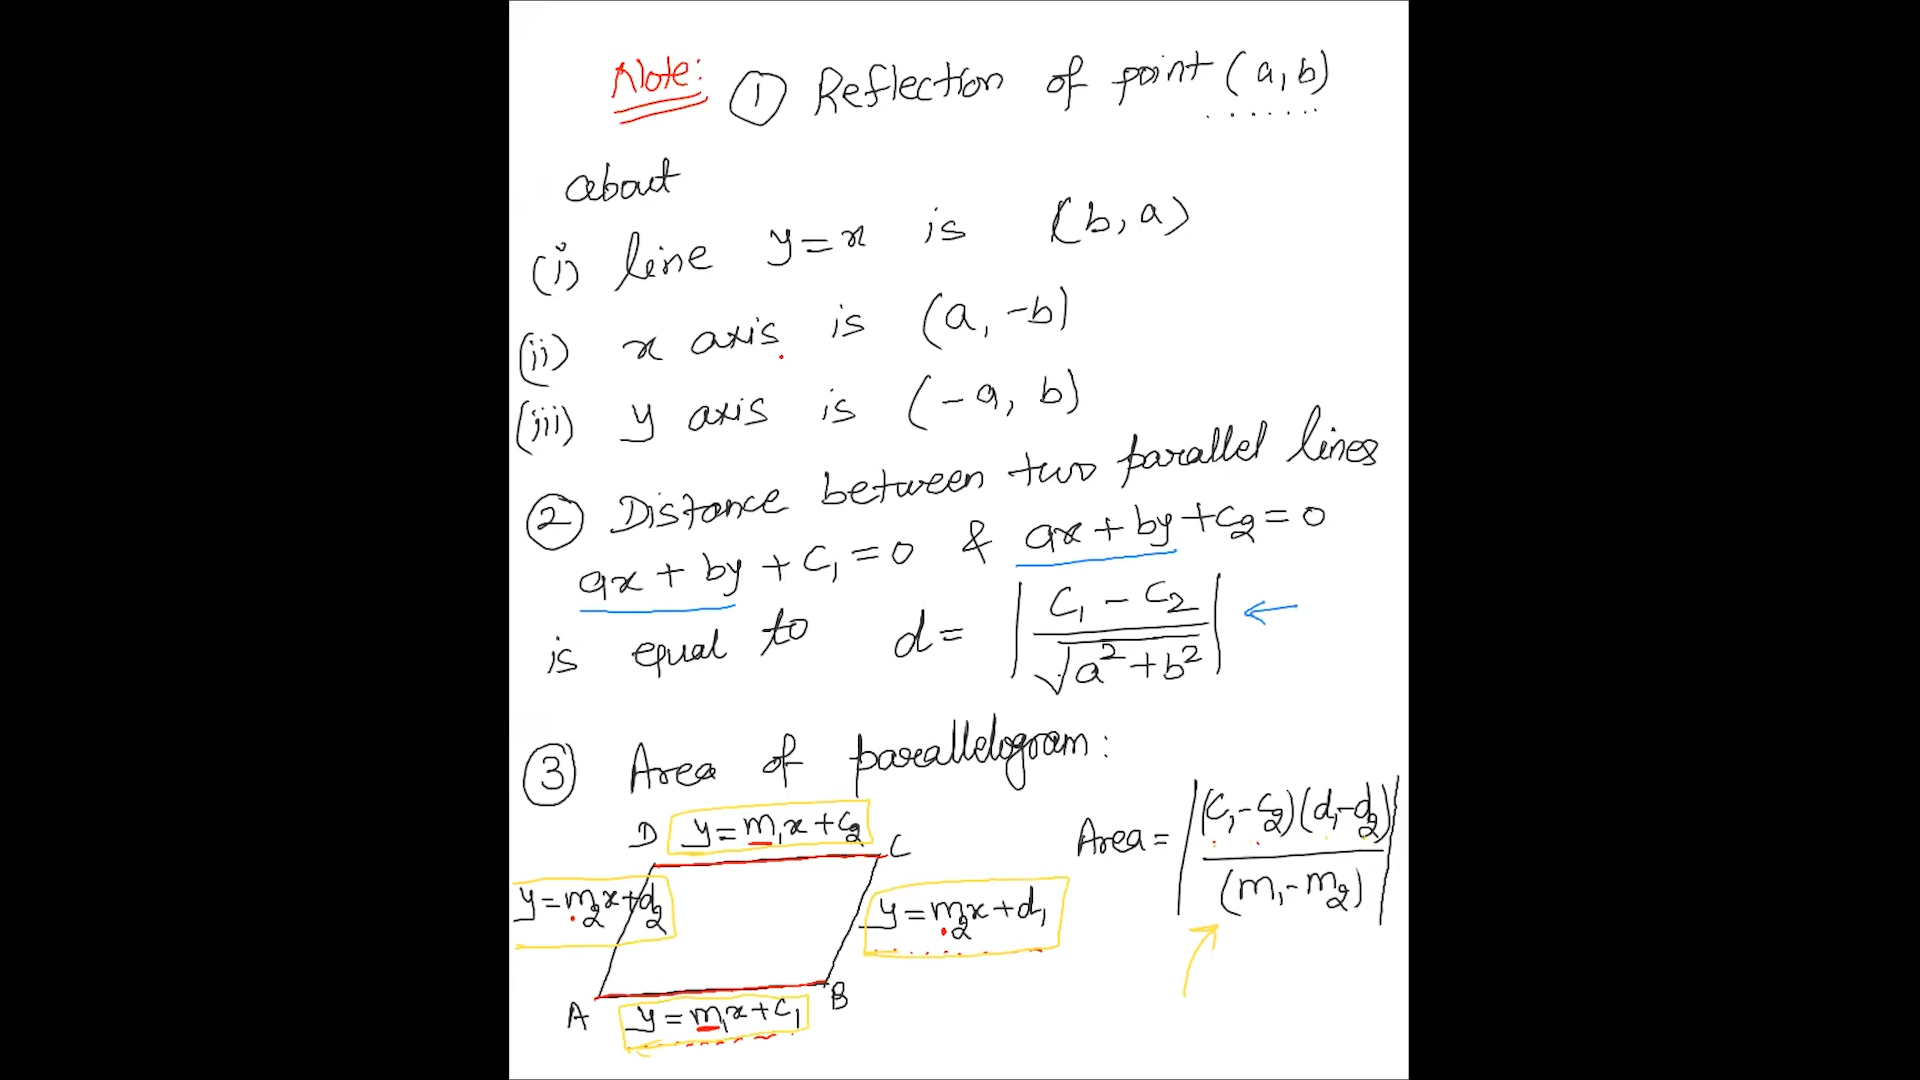 Note: ① Reflection of point (a, b)
about
(i) line y=x is (b, a)
(ii) x axis is (a, -b)
(iii) y axis is (-a, b)
② Distance between two parallel lines
ax + by + C₁ = 0 & ax + by + C₂ = 0
is equal to d = | C₁ - C₂ / √a²+b² |
③ Area of parallelogram:
D y = m₁x + C₂ C
Area = | (C₁-C₂)(d₁-d₂) / (m₁-m₂) |
y = m₂x + d₂
y = m₂x + d₁
A y = m₁x + C₁ B